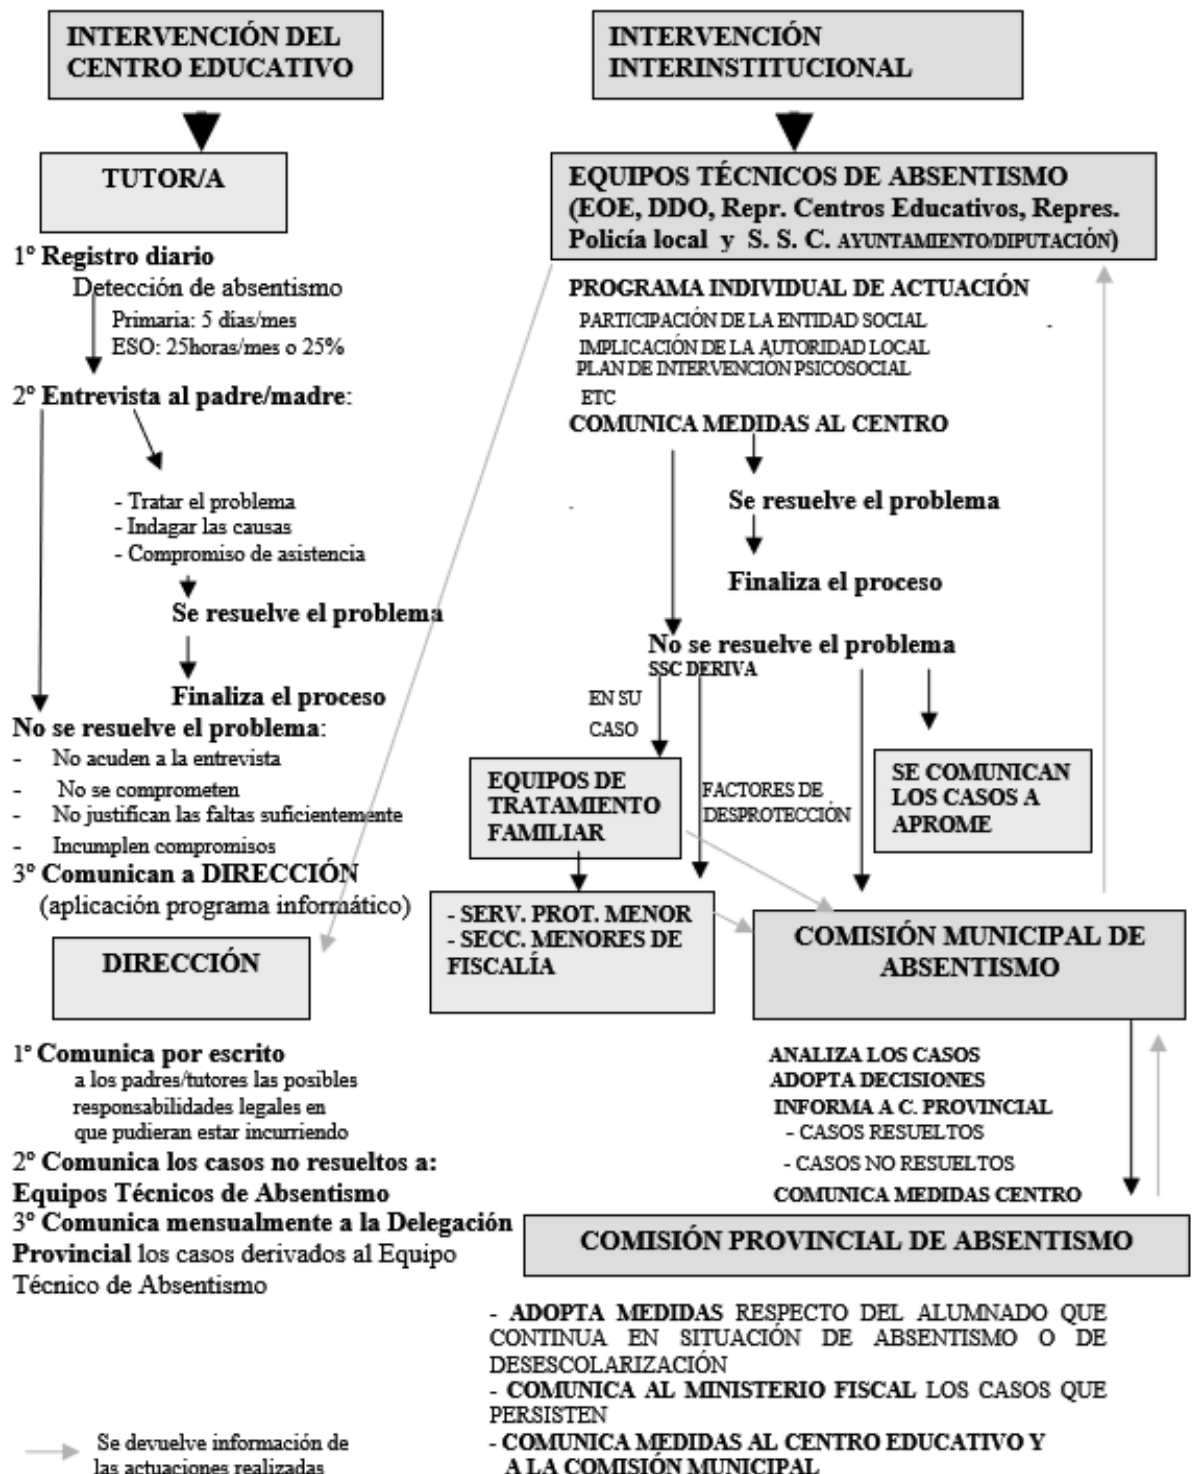 INTERVENCIÓN DEL
CENTRO EDUCATIVO
TUTOR/A
1º Registro diario
Detección de absentismo
Primaria: 5 días/mes
ESO: 25horas/mes o 25%
2º Entrevista al padre/madre:
- Tratar el problema
- Indagar las causas
- Compromiso de asistencia
Se resuelve el problema
Finaliza el proceso
No se resuelve el problema:
- No acuden a la entrevista
- No se comprometen
- No justifican las faltas suficientemente
- Incumplen compromisos
3º Comunican a DIRECCIÓN
(aplicación programa informático)
DIRECCIÓN
1º Comunica por escrito
a los padres/tutores las posibles
responsabilidades legales en
que pudieran estar incurriendo
2º Comunica los casos no resueltos a:
Equipos Técnicos de Absentismo
3º Comunica mensualmente a la Delegación
Provincial los casos derivados al Equipo
Técnico de Absentismo
Se devuelve información de
las actuaciones realizadas
INTERVENCIÓN
INTERINSTITUCIONAL
EQUIPOS TÉCNICOS DE ABSENTISMO
(EOE, DDO, Repr. Centros Educativos, Repres.
Policía local y S. S. C. AYUNTAMIENTO/DIPUTACIÓN)
PROGRAMA INDIVIDUAL DE ACTUACIÓN
PARTICIPACIÓN DE LA ENTIDAD SOCIAL
IMPLICACIÓN DE LA AUTORIDAD LOCAL
PLAN DE INTERVENCIÓN PSICOSOCIAL
ETC
COMUNICA MEDIDAS AL CENTRO
Se resuelve el problema
Finaliza el proceso
No se resuelve el problema
SSC DERIVA
EN SU
CASO
EQUIPOS DE
TRATAMIENTO
FAMILIAR
FACTORES DE
DESPROTECCIÓN
SE COMUNICAN
LOS CASOS A
APROME
- SERV. PROT. MENOR
- SECC. MENORES DE
FISCALÍA
COMISIÓN MUNICIPAL DE
ABSENTISMO
ANALIZA LOS CASOS
ADOPTA DECISIONES
INFORMA A C. PROVINCIAL
- CASOS RESUELTOS
- CASOS NO RESUELTOS
COMUNICA MEDIDAS CENTRO
COMISIÓN PROVINCIAL DE ABSENTISMO
- ADOPTA MEDIDAS RESPECTO DEL ALUMNADO QUE
CONTINUA EN SITUACIÓN DE ABSENTISMO O DE
DESESCOLARIZACIÓN
- COMUNICA AL MINISTERIO FISCAL LOS CASOS QUE
PERSISTEN
- COMUNICA MEDIDAS AL CENTRO EDUCATIVO Y
A LA COMISIÓN MUNICIPAL